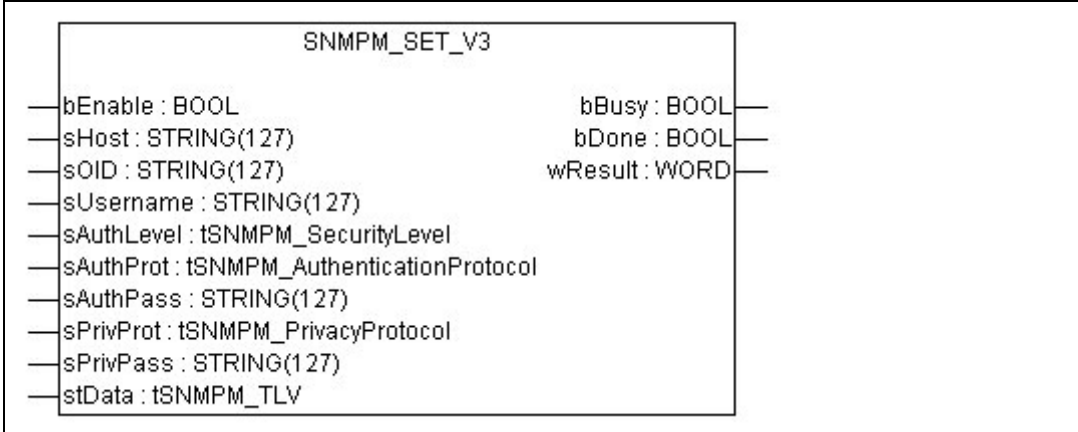 SNMPM_SET_V3
bEnable : BOOL bBusy : BOOL
sHost : STRING(127) bDone : BOOL
sOID : STRING(127) wResult : WORD
sUsername : STRING(127)
sAuthLevel : tSNMPM_SecurityLevel
sAuthProt : tSNMPM_AuthenticationProtocol
sAuthPass : STRING(127)
sPrivProt : tSNMPM_PrivacyProtocol
sPrivPass : STRING(127)
stData : tSNMPM_TLV